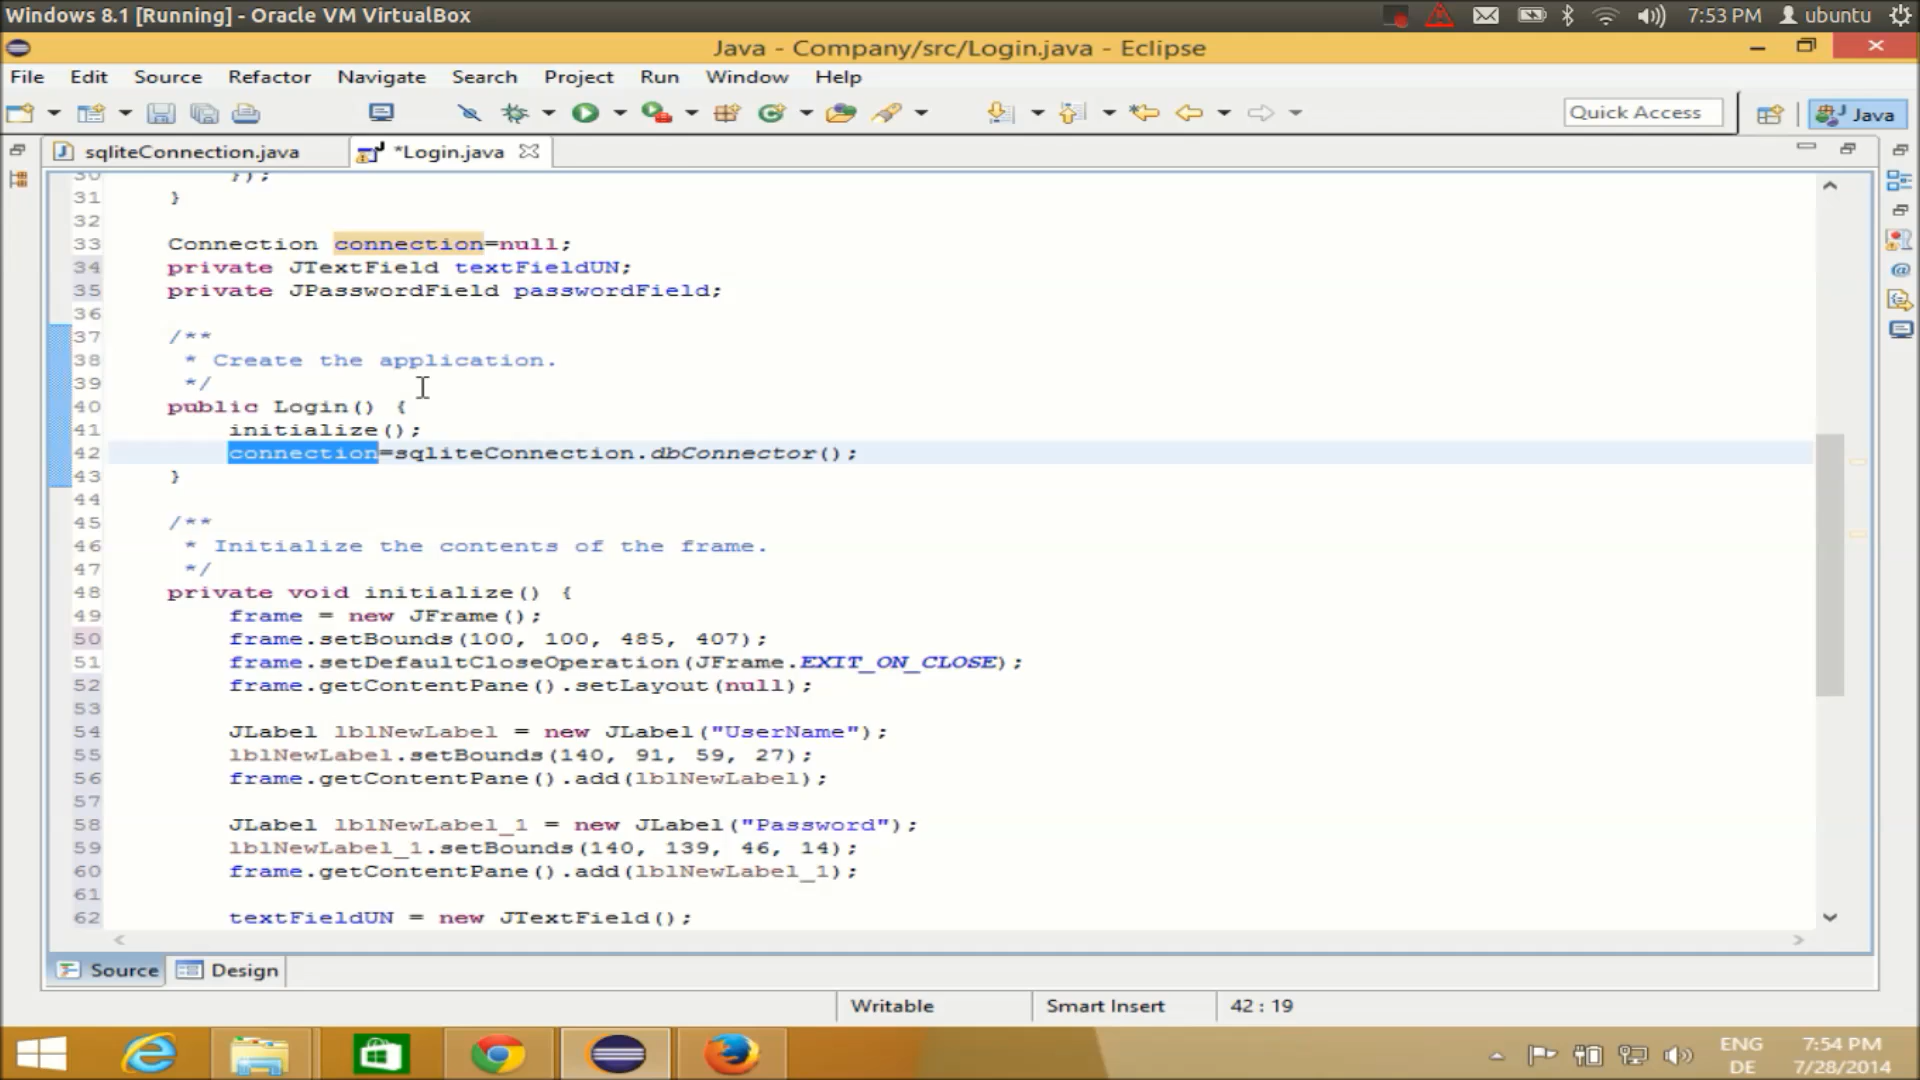 Windows 8.1 [Running] - Oracle VM VirtualBox
7:53 PM ubuntu
Java - Company/src/Login.java - Eclipse
File Edit Source Refactor Navigate Search Project Run Window Help
Quick Access Java
sqliteConnection.java *Login.java
30 });
31 }
32
33 Connection connection=null;
34 private JTextField textFieldUN;
35 private JPasswordField passwordField;
36
37 /**
38 * Create the application.
39 */
40 public Login() {
41 initialize();
42 connection=sqliteConnection.dbConnector();
43 }
44
45 /**
46 * Initialize the contents of the frame.
47 */
48 private void initialize() {
49 frame = new JFrame();
50 frame.setBounds(100, 100, 485, 407);
51 frame.setDefaultCloseOperation(JFrame.EXIT_ON_CLOSE);
52 frame.getContentPane().setLayout(null);
53
54 JLabel lblNewLabel = new JLabel("UserName");
55 lblNewLabel.setBounds(140, 91, 59, 27);
56 frame.getContentPane().add(lblNewLabel);
57
58 JLabel lblNewLabel_1 = new JLabel("Password");
59 lblNewLabel_1.setBounds(140, 139, 46, 14);
60 frame.getContentPane().add(lblNewLabel_1);
61
62 textFieldUN = new JTextField();
Source Design
Writable Smart Insert 42 : 19
ENG 7:54 PM
DE 7/28/2014